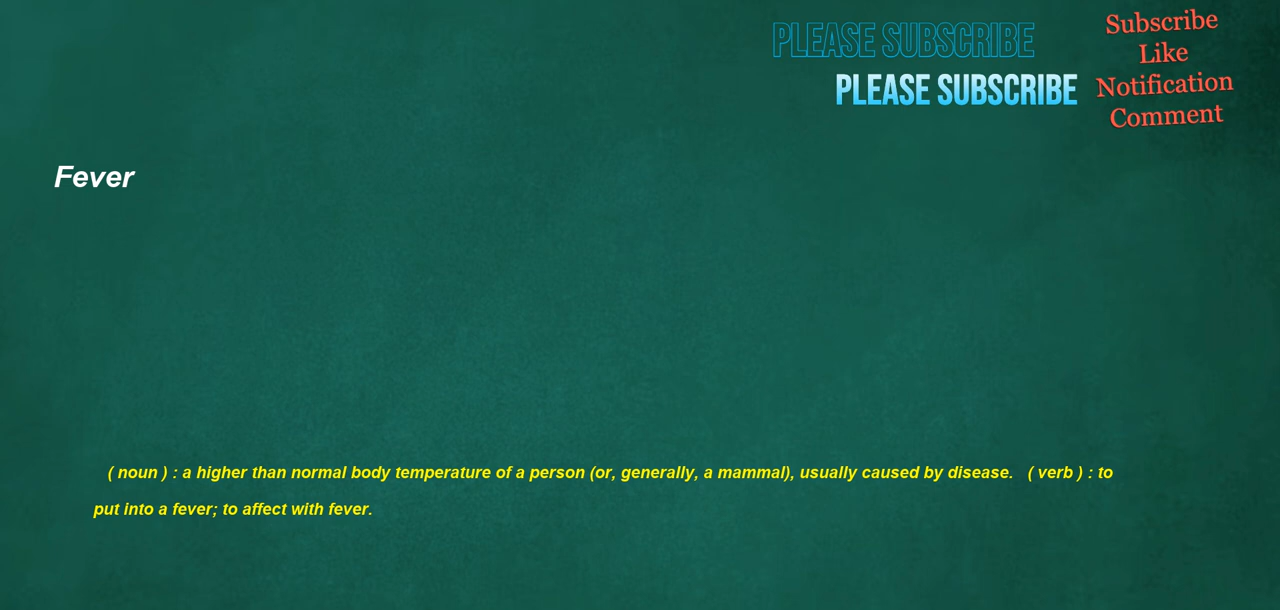 PLEASE SUBSCRIBE
PLEASE SUBSCRIBE
Subscribe
Like
Notification
Comment
Fever
( noun ) : a higher than normal body temperature of a person (or, generally, a mammal), usually caused by disease. ( verb ) : to
put into a fever; to affect with fever.